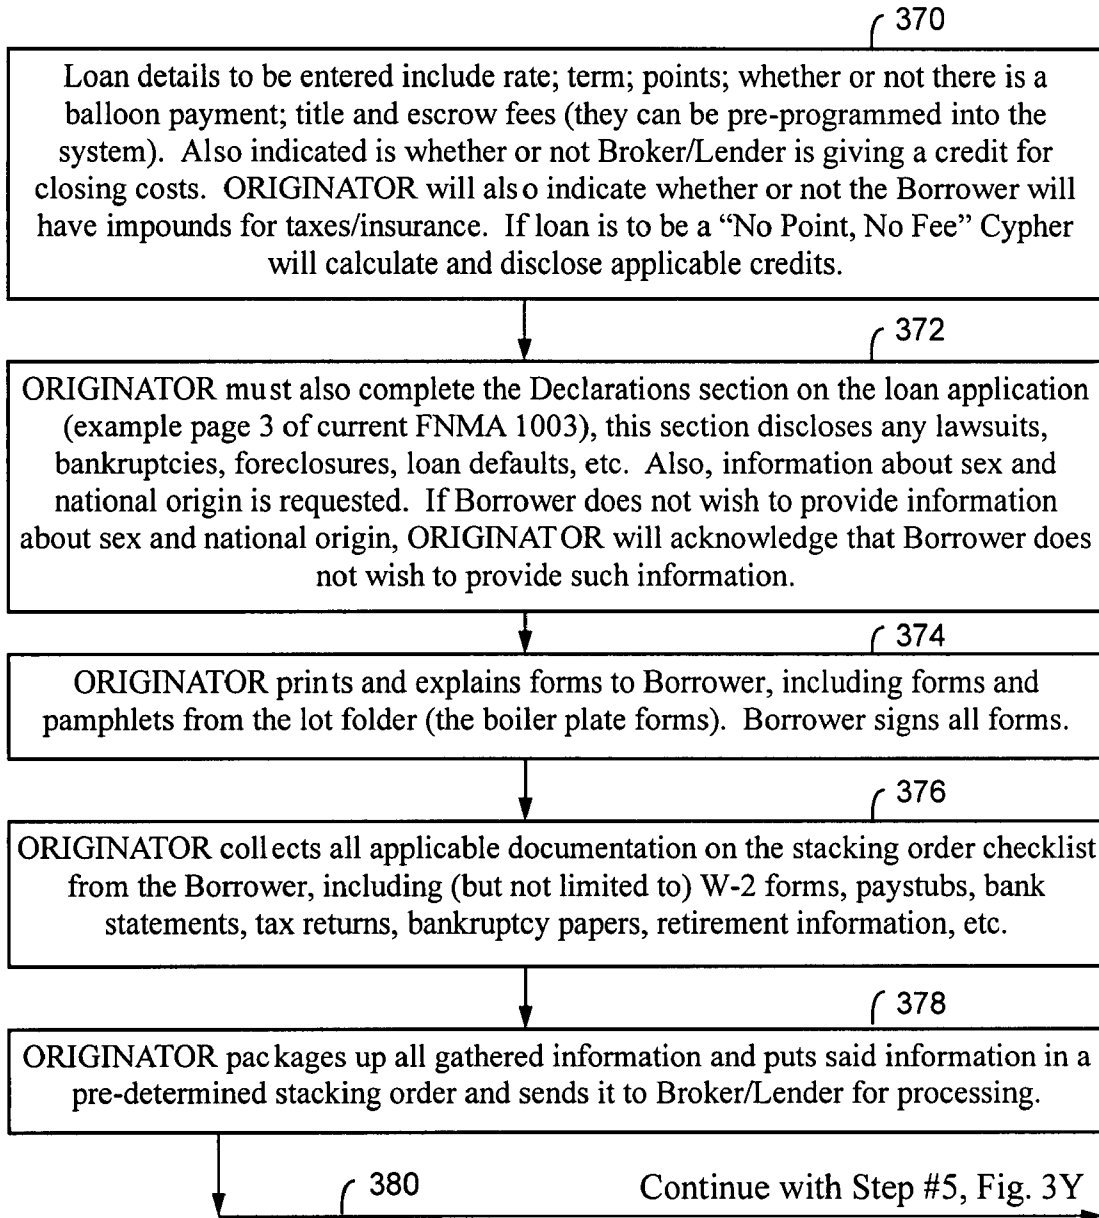 370
Loan details to be entered include rate; term; points; whether or not there is a
balloon payment; title and escrow fees (they can be pre-programmed into the
system).  Also indicated is whether or not Broker/Lender is giving a credit for
closing costs.  ORIGINATOR will also indicate whether or not the Borrower will
have impounds for taxes/insurance.  If loan is to be a “No Point, No Fee” Cypher
will calculate and disclose applicable credits.
372
ORIGINATOR must also complete the Declarations section on the loan application
(example page 3 of current FNMA 1003), this section discloses any lawsuits,
bankruptcies, foreclosures, loan defaults, etc.  Also, information about sex and
national origin is requested.  If Borrower does not wish to provide information
about sex and national origin, ORIGINATOR will acknowledge that Borrower does
not wish to provide such information.
374
ORIGINATOR prints and explains forms to Borrower, including forms and
pamphlets from the lot folder (the boiler plate forms).  Borrower signs all forms.
376
ORIGINATOR collects all applicable documentation on the stacking order checklist
from the Borrower, including (but not limited to) W-2 forms, paystubs, bank
statements, tax returns, bankruptcy papers, retirement information, etc.
378
ORIGINATOR packages up all gathered information and puts said information in a
pre-determined stacking order and sends it to Broker/Lender for processing.
380
Continue with Step #5, Fig. 3Y